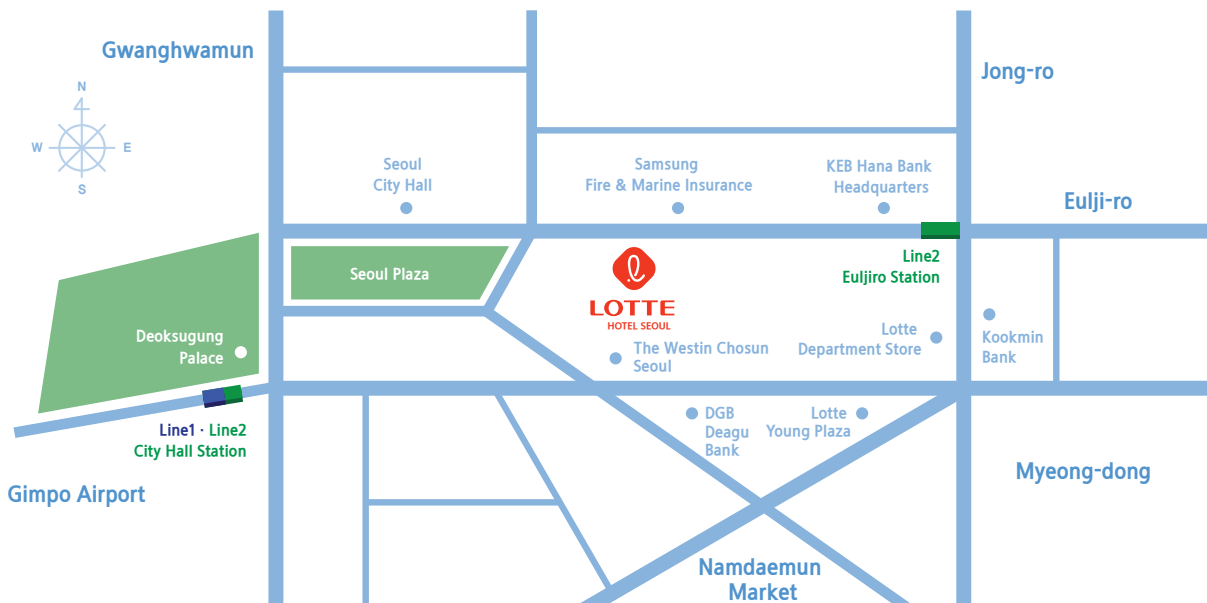 Gwanghwamun
Jong-ro
N
W
E
S
Seoul
City Hall
Samsung
Fire & Marine Insurance
KEB Hana Bank
Headquarters
Eulji-ro
Seoul Plaza
Line2
Euljiro Station
LOTTE
HOTEL SEOUL
Deoksugung
Palace
The Westin Chosun
Seoul
Lotte
Department Store
Kookmin
Bank
Line1 · Line2
City Hall Station
DGB
Deagu
Bank
Lotte
Young Plaza
Gimpo Airport
Myeong-dong
Namdaemun
Market